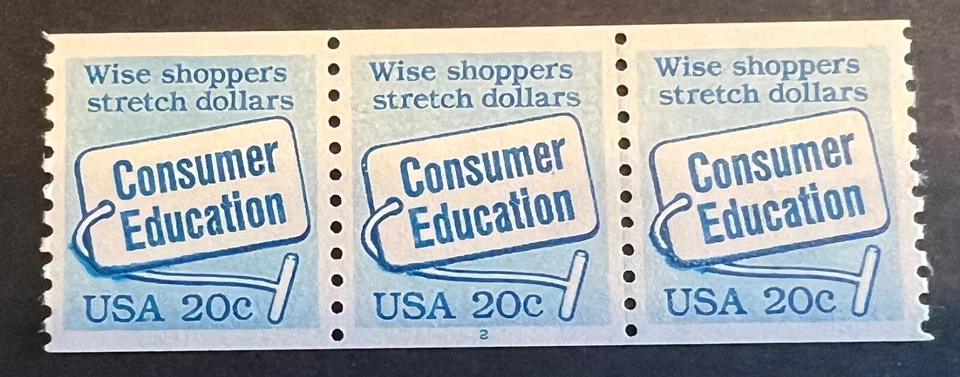 Wise shoppers
stretch dollars
Consumer
Education
USA 20c
Wise shoppers
stretch dollars
Consumer
Education
USA 20c
2
Wise shoppers
stretch dollars
Consumer
Education
USA 20c